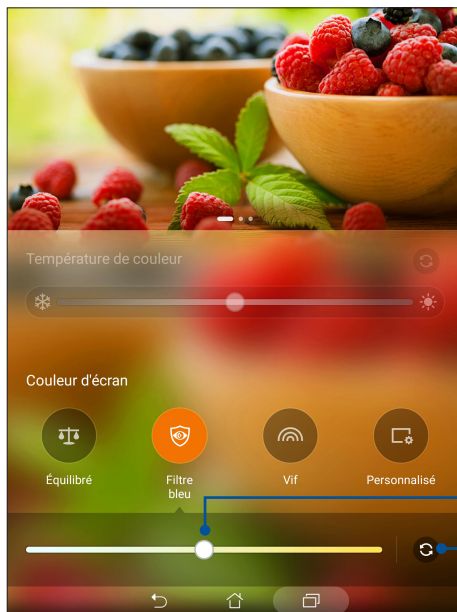 Température de couleur
Couleur d'écran
Équilibré
Filtre
bleu
Vif
Personnalisé